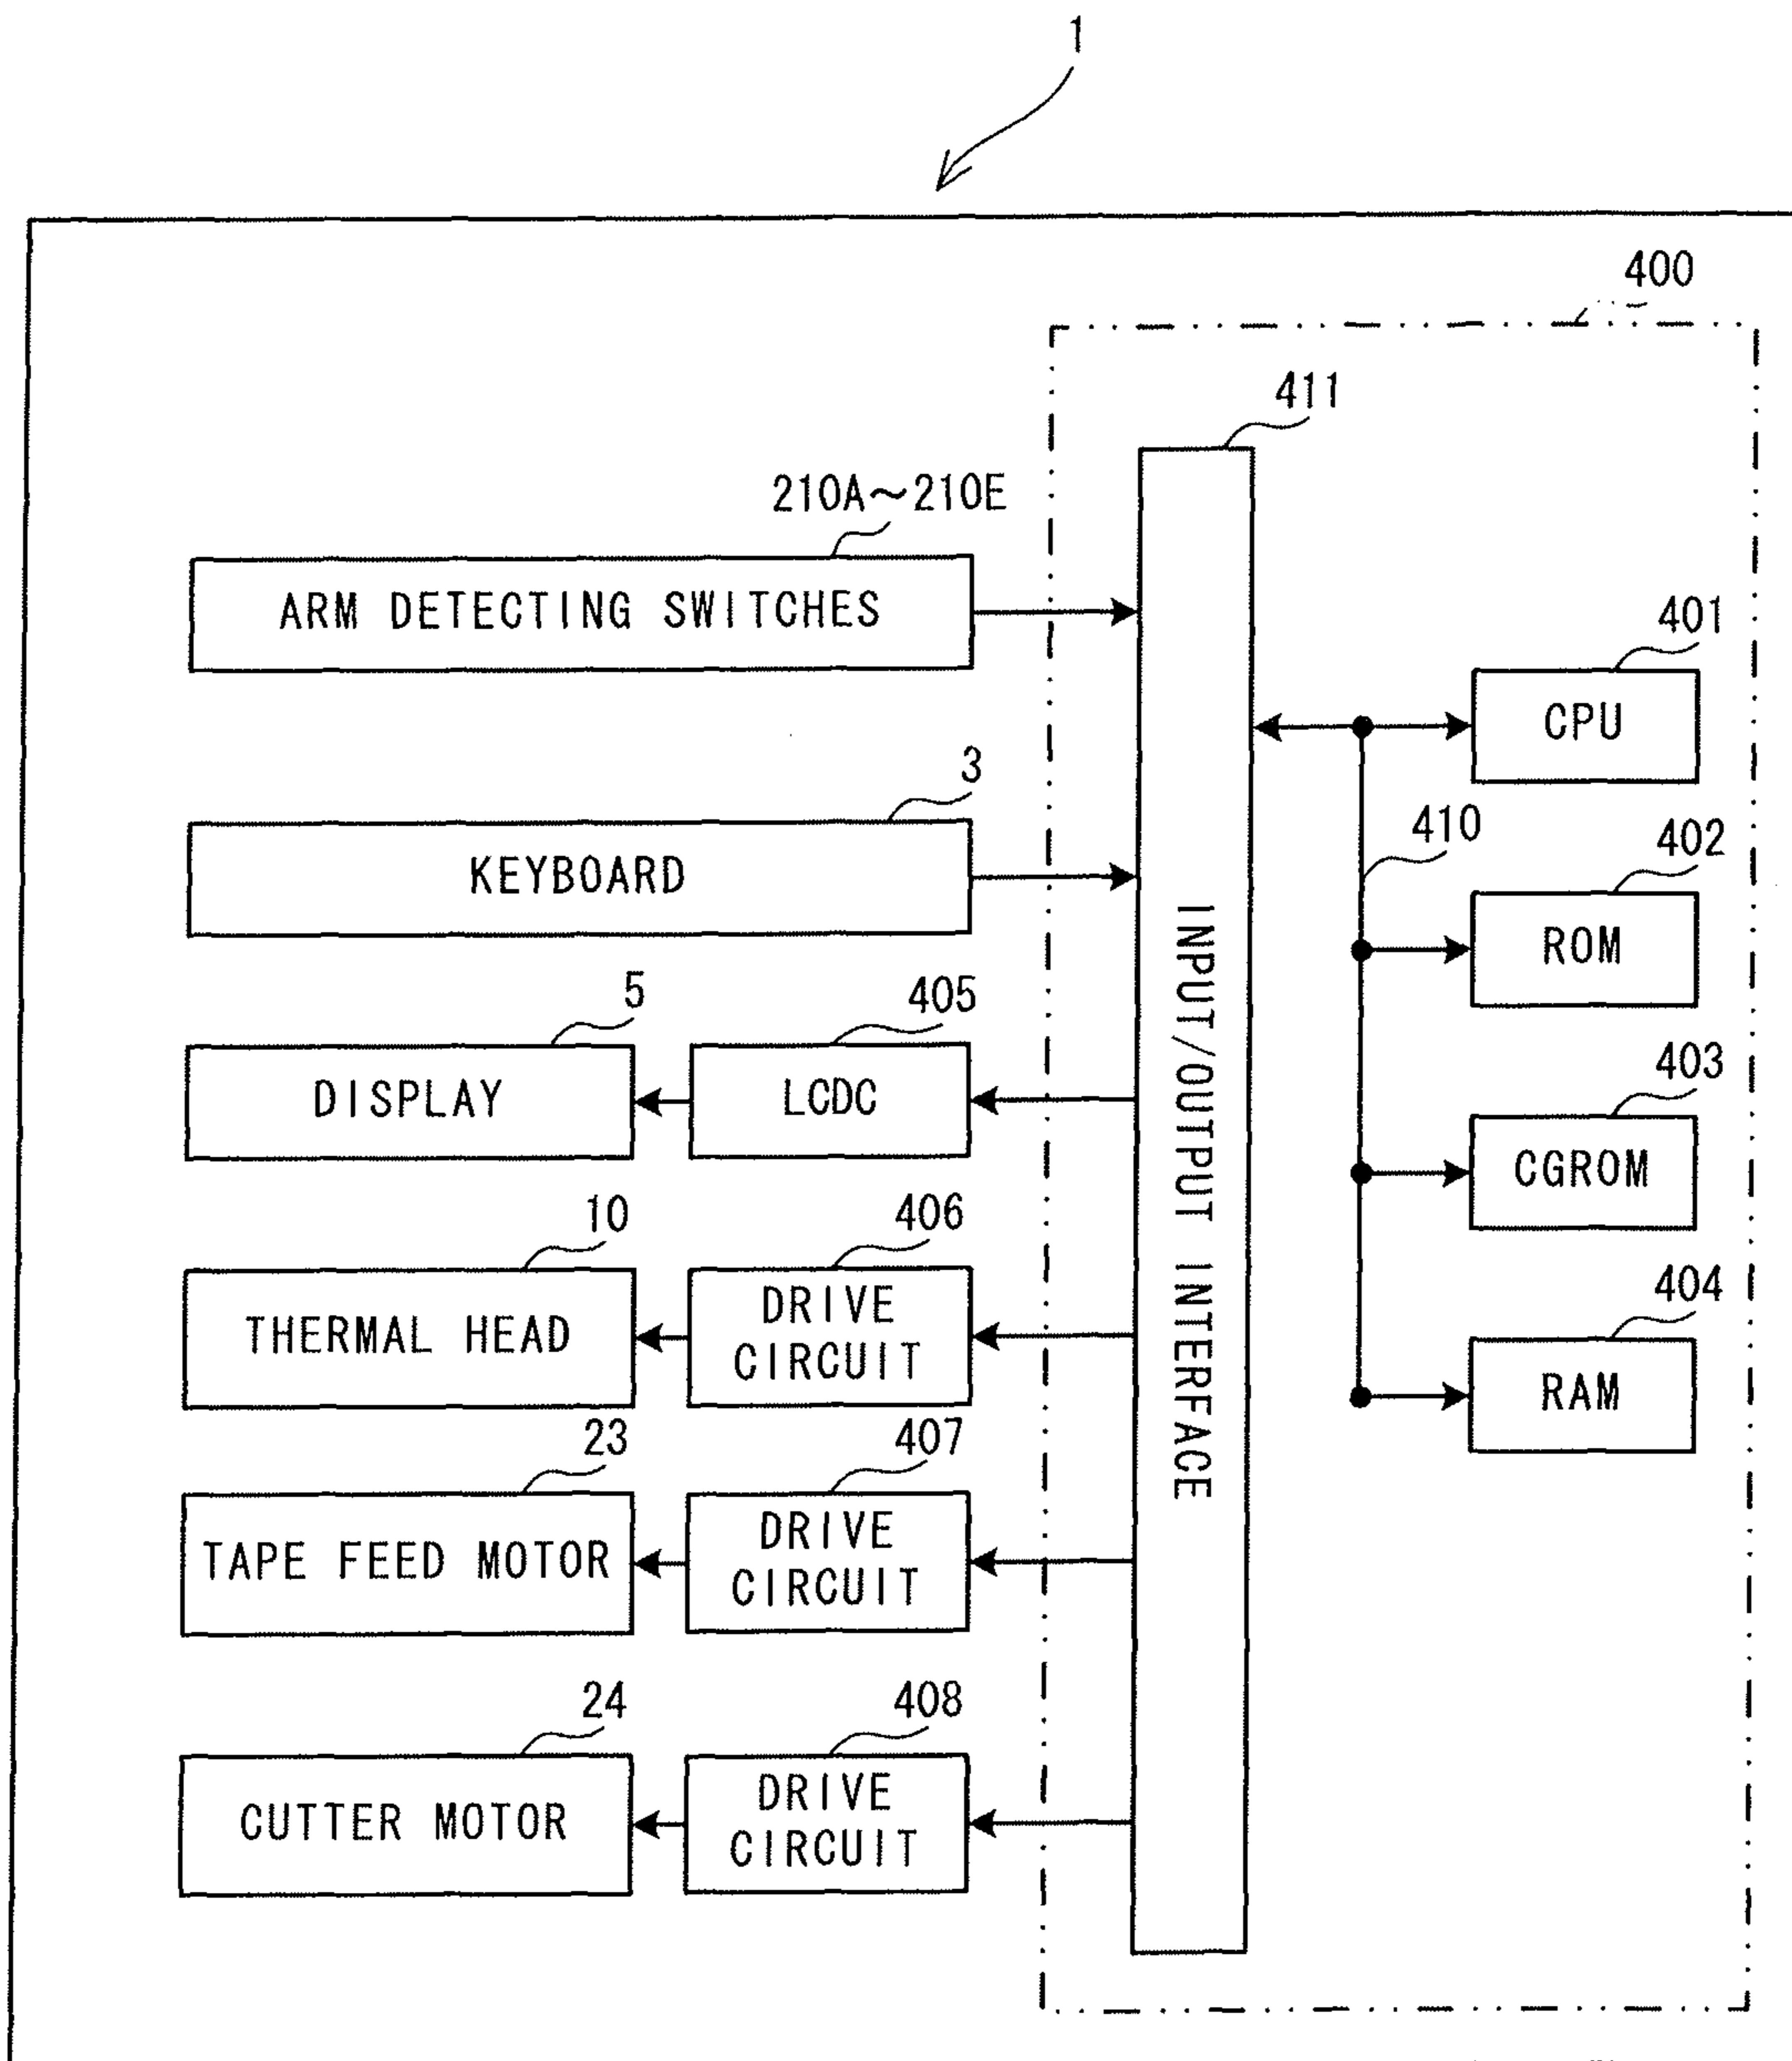 1
400
411
210A～210E
ARM DETECTING SWITCHES
401
CPU
3
KEYBOARD
410
402
ROM
INPUT/OUTPUT INTERFACE
5
DISPLAY
405
LCDC
403
CGROM
10
THERMAL HEAD
406
DRIVE
CIRCUIT
404
RAM
23
TAPE FEED MOTOR
407
DRIVE
CIRCUIT
24
CUTTER MOTOR
408
DRIVE
CIRCUIT